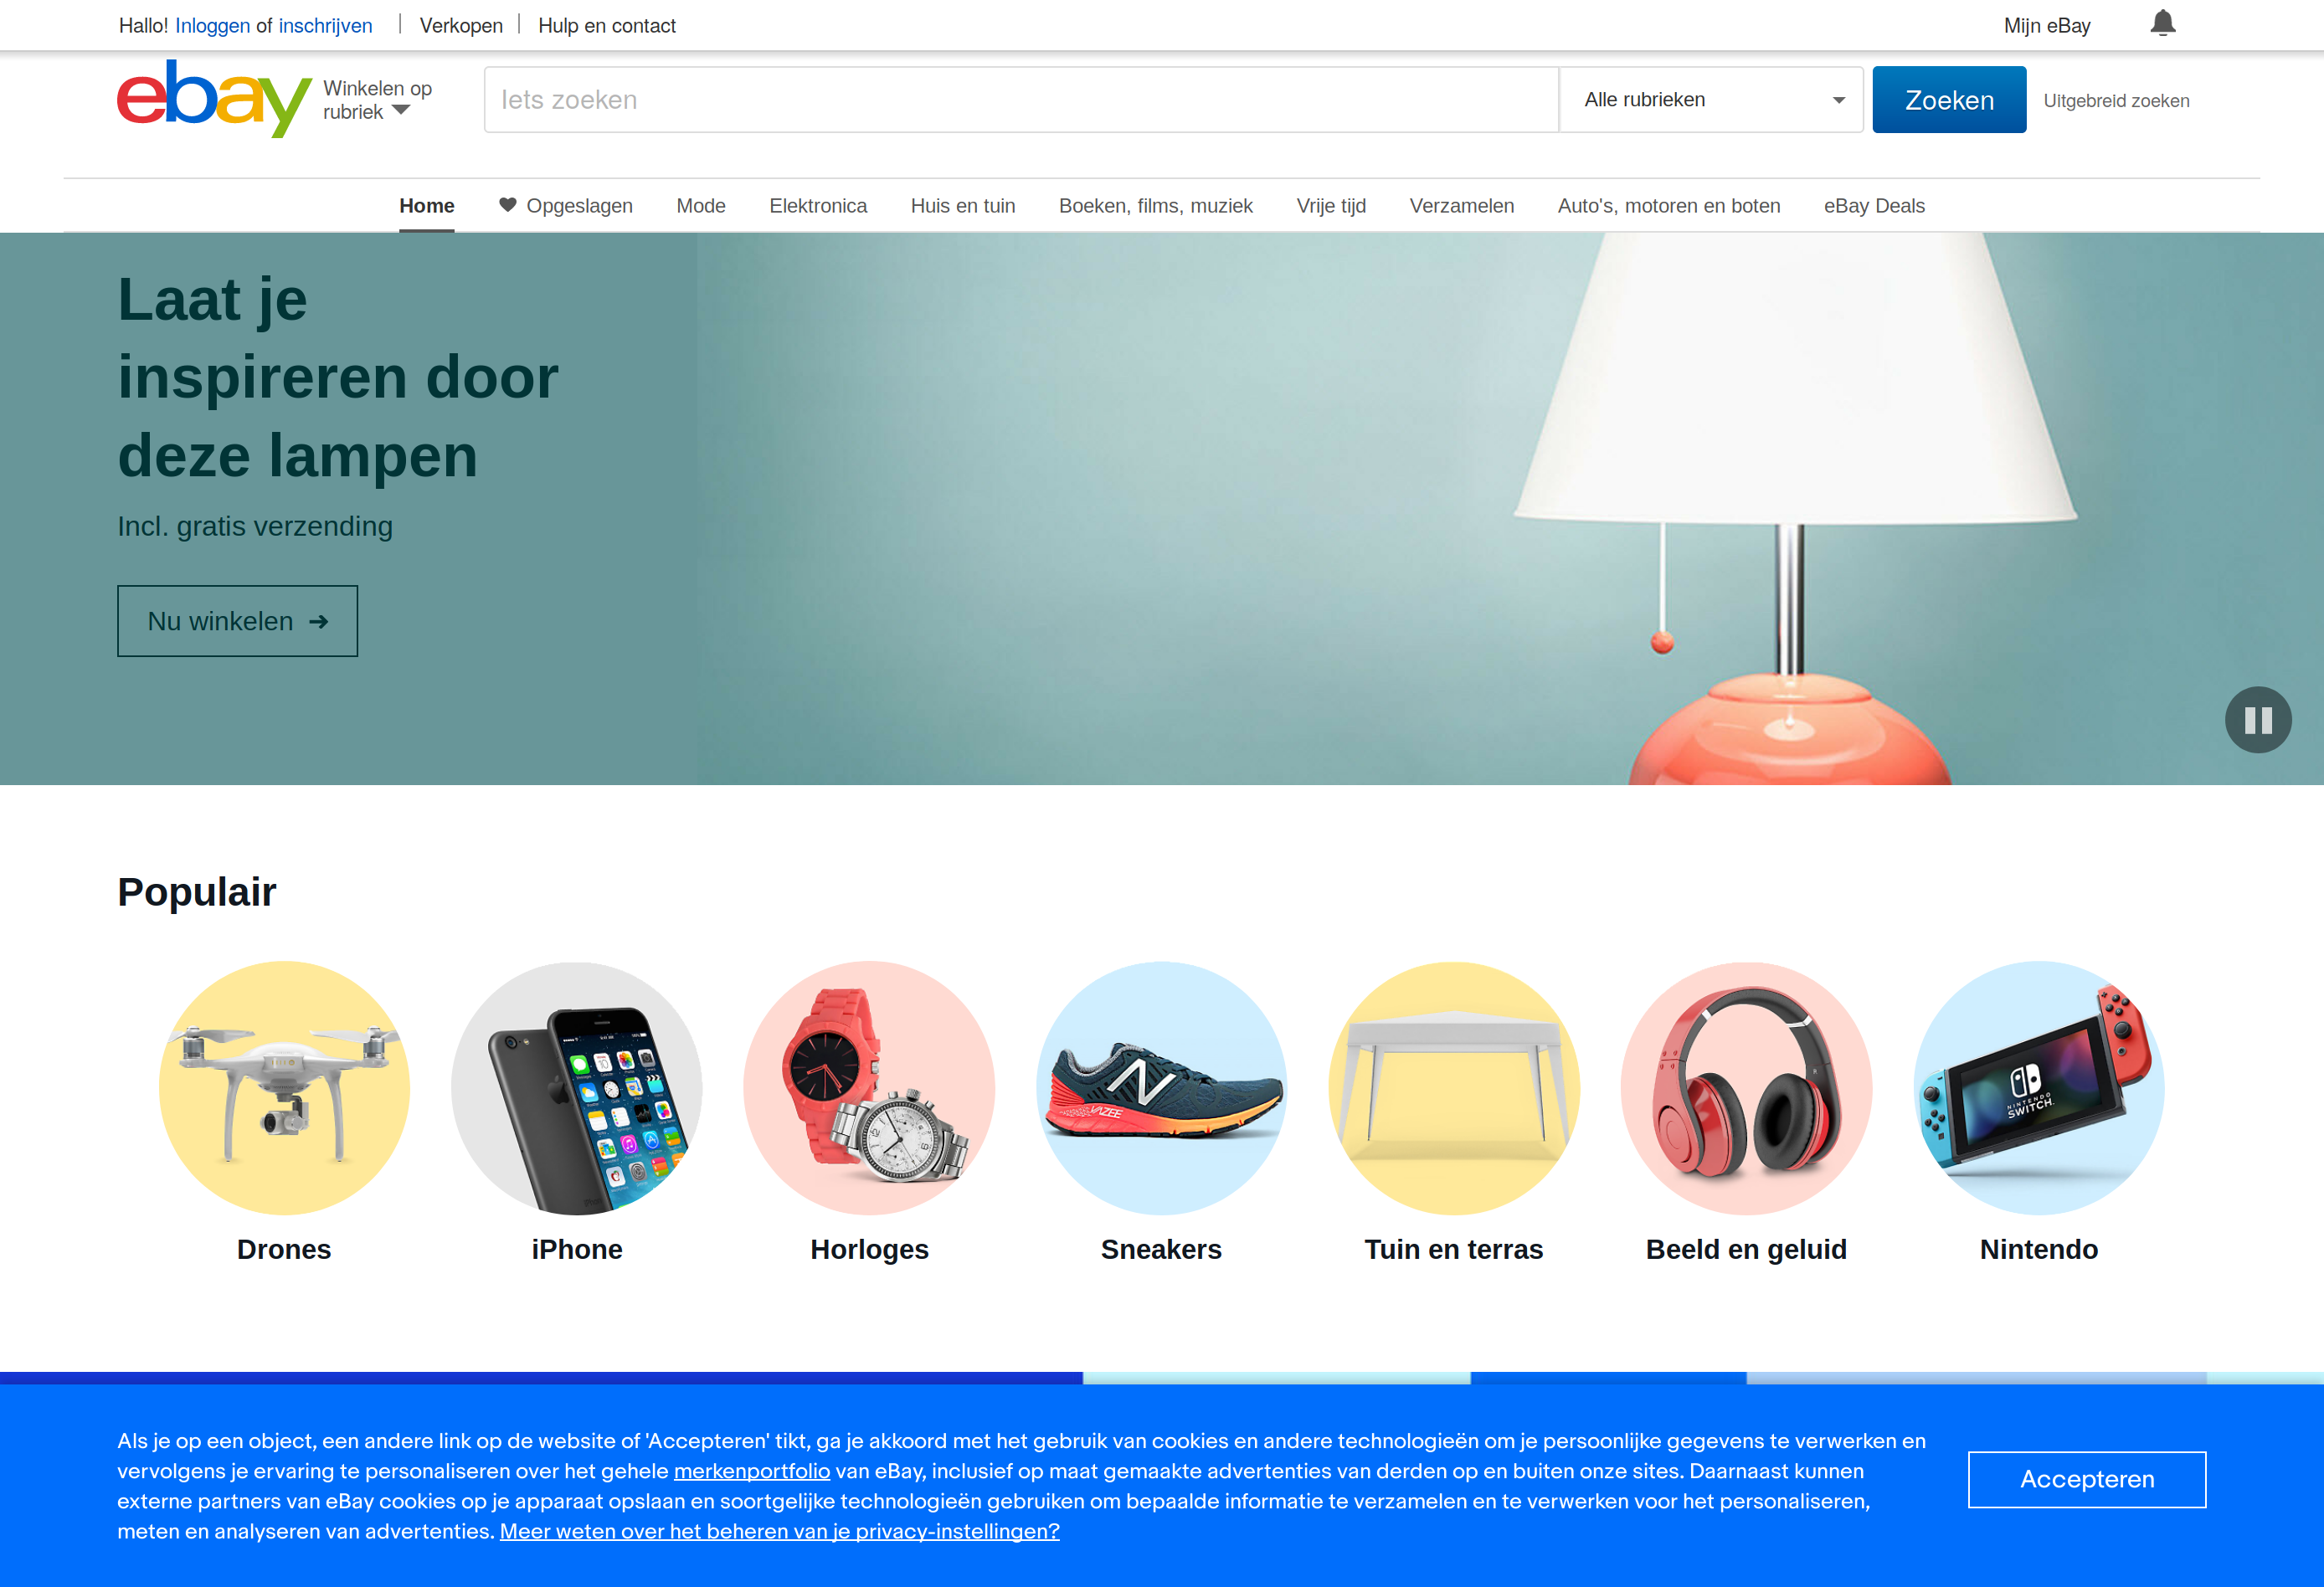 Hallo! Inloggen of inschrijven
Verkopen
Hulp en contact
Mijn eBay
ebay
Winkelen op
rubriek
Iets zoeken
Alle rubrieken
Zoeken
Uitgebreid zoeken
Home
Opgeslagen
Mode
Elektronica
Huis en tuin
Boeken, films, muziek
Vrije tijd
Verzamelen
Auto's, motoren en boten
eBay Deals
Laat je
inspireren door
deze lampen
Incl. gratis verzending
Nu winkelen
Populair
VAZEE
NINTENDO
SWITCH
Drones
iPhone
Horloges
Sneakers
Tuin en terras
Beeld en geluid
Nintendo
Als je op een object, een andere link op de website of 'Accepteren' tikt, ga je akkoord met het gebruik van cookies en andere technologieën om je persoonlijke gegevens te verwerken en
vervolgens je ervaring te personaliseren over het gehele merkenportfolio van eBay, inclusief op maat gemaakte advertenties van derden op en buiten onze sites. Daarnaast kunnen
externe partners van eBay cookies op je apparaat opslaan en soortgelijke technologieën gebruiken om bepaalde informatie te verzamelen en te verwerken voor het personaliseren,
meten en analyseren van advertenties. Meer weten over het beheren van je privacy-instellingen?
Accepteren